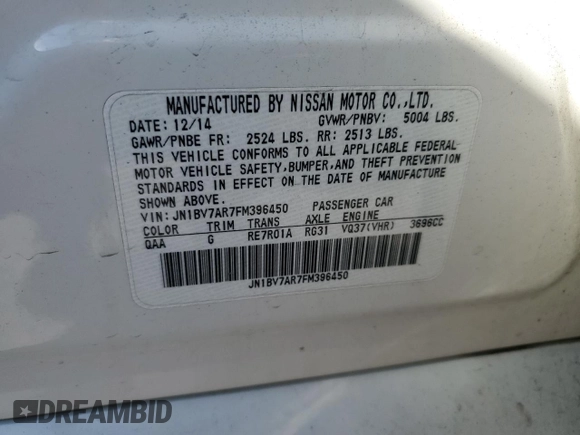 MANUFACTURED BY NISSAN MOTOR CO.,LTD.
DATE: 12/14 GVWR/PNBV: 5004 LBS.
GAWR/PNBE FR: 2524 LBS. RR: 2513 LBS.
THIS VEHICLE CONFORMS TO ALL APPLICABLE FEDERAL
MOTOR VEHICLE SAFETY,BUMPER,AND THEFT PREVENTION
STANDARDS IN EFFECT ON THE DATE OF MANUFACTURE
SHOWN ABOVE.
VIN: JN1BV7AR7FM396450 PASSENGER CAR
COLOR TRIM TRANS AXLE ENGINE
QAA G RE7R01A RG31 VQ37(VHR) 3696CC
JN1BV7AR7FM396450
DREAMBID